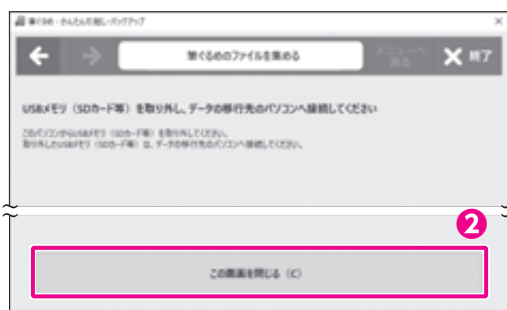 筆ぐるめ - かんたん引越し・バックアップ
筆ぐるめのファイルを集める
メニューへ
戻る
終了
USBメモリ（SDカード等）を取り外し、データの移行先のパソコンへ接続してください
このパソコンからUSBメモリ（SDカード等）を取り外してください。
取り外したUSBメモリ（SDカード等）は、データの移行先のパソコンへ接続してください。
2
この画面を閉じる（C）